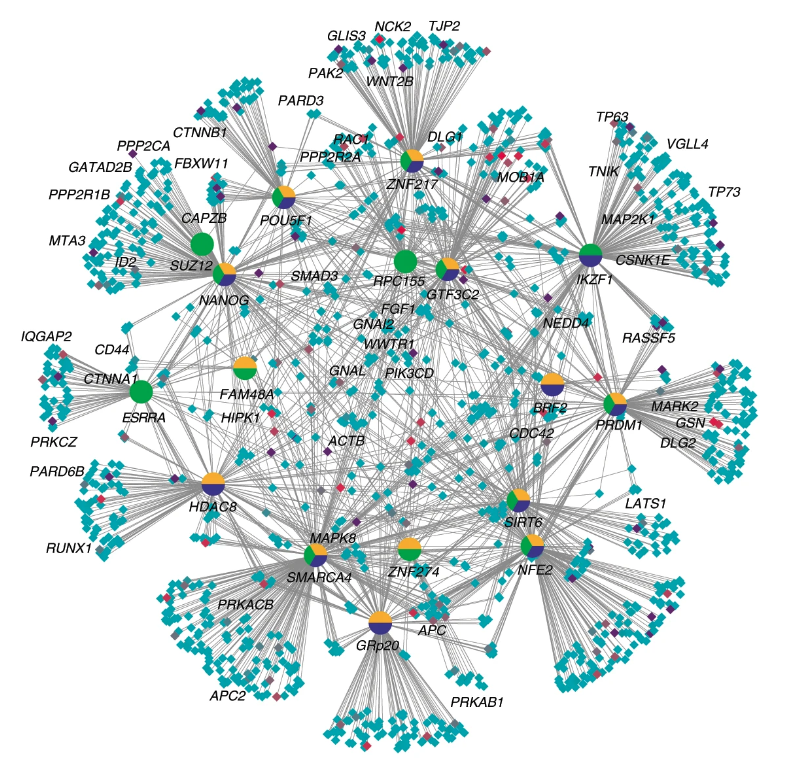 NCK2
TJP2
GLIS3
PAK2
WNT2B
PARD3
TP63
CTNNB1
RAC1
DLG1
PPP2CA
VGLL4
GATAD2B
FBXW11
PPP2R2A
ZNF217
MOB1A
TNIK
PPP2R1B
TP73
CAPZB
POU5F1
MAP2K1
MTA3
ID2
SUZ12
CSNK1E
NANOG
SMAD3
RPC155
GTF3C2
IKZF1
FGF1
GNAI2
NEDD4
IQGAP2
WWTR1
RASSF5
CD44
CTNNA1
GNAL
PIK3CD
FAM48A
BRF2
MARK2
ESRRA
HIPK1
PRDM1
GSN
PRKCZ
ACTB
CDC42
DLG2
PARD6B
HDAC8
LATS1
SIRT6
RUNX1
MAPK8
SMARCA4
ZNF274
NFE2
PRKACB
APC
GRp20
APC2
PRKAB1